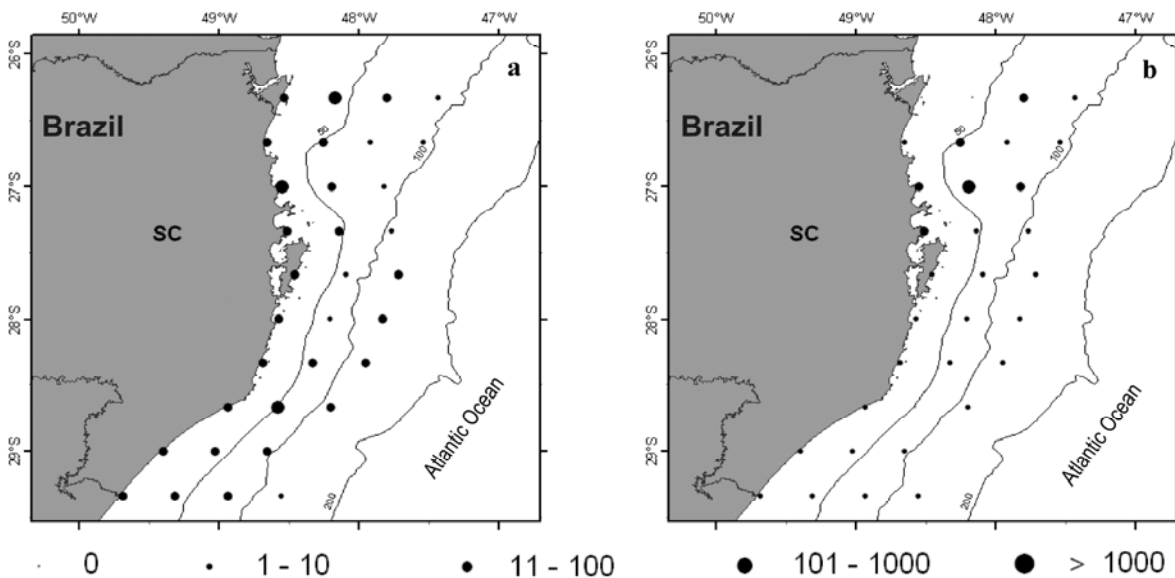 50°W 49°W 48°W 47°W 50°W 49°W 48°W 47°W
26°S a 26°S b
Brazil Brazil
50 50
100 100
27°S 27°S
SC SC
28°S 28°S
29°S 29°S
Atlantic Ocean Atlantic Ocean
200 200
0 1 - 10 11 - 100 101 - 1000 > 1000